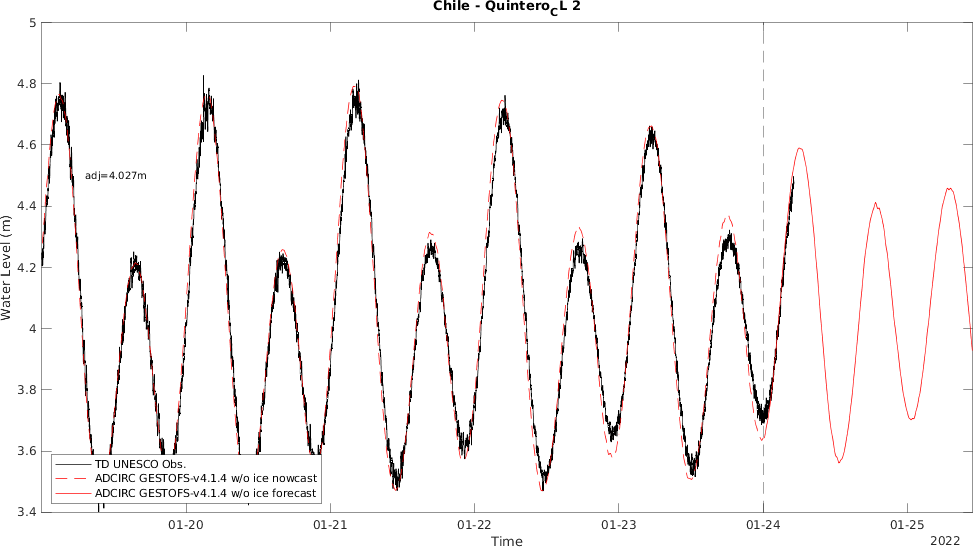 Chile - Quintero_CL 2
5
4.8
4.6
4.4
4.2
4
3.8
3.6
3.4
Water Level (m)
adj=4.027m
TD UNESCO Obs.
ADCIRC GESTOFS-v4.1.4 w/o ice nowcast
ADCIRC GESTOFS-v4.1.4 w/o ice forecast
01-20
01-21
01-22
01-23
01-24
01-25
Time
2022